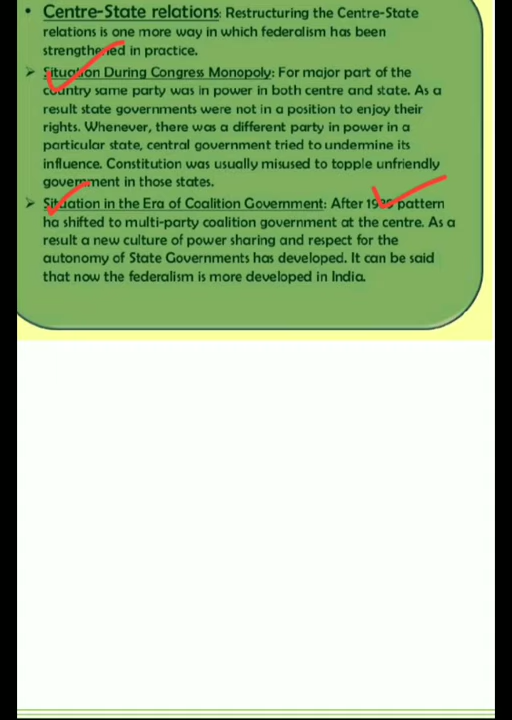 • Centre-State relations: Restructuring the Centre-State
relations is one more way in which federalism has been
strengthened in practice.
➢ Situation During Congress Monopoly: For major part of the
country same party was in power in both centre and state. As a
result state governments were not in a position to enjoy their
rights. Whenever, there was a different party in power in a
particular state, central government tried to undermine its
influence. Constitution was usually misused to topple unfriendly
government in those states.
➢ Situation in the Era of Coalition Government: After pattern
ha shifted to multi-party coalition government at the centre. As a
result a new culture of power sharing and respect for the
autonomy of State Governments has developed. It can be said
that now the federalism is more developed in India.